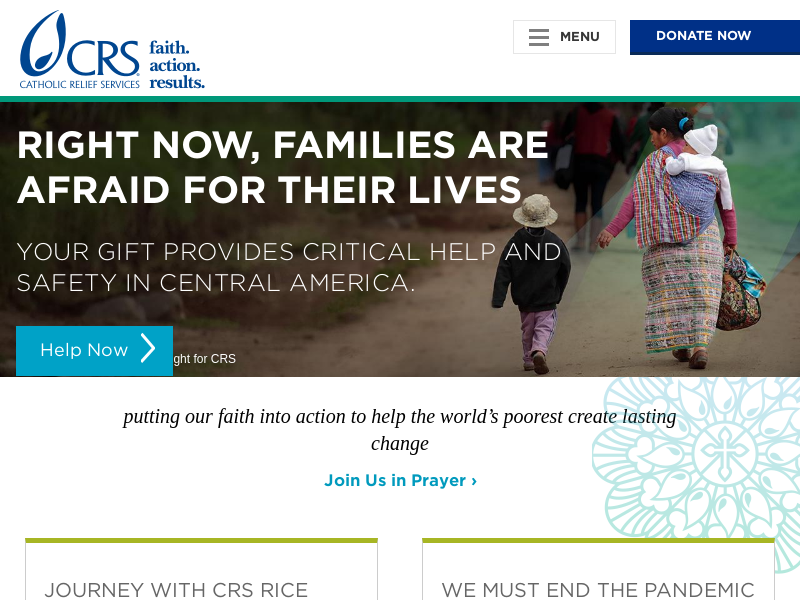 CRS
CATHOLIC RELIEF SERVICES
faith.
action.
results.
MENU
DONATE NOW
RIGHT NOW, FAMILIES ARE
AFRAID FOR THEIR LIVES
YOUR GIFT PROVIDES CRITICAL HELP AND
SAFETY IN CENTRAL AMERICA.
Help Now
for CRS
putting our faith into action to help the world’s poorest create lasting
change
Join Us in Prayer ›
JOURNEY WITH CRS RICE
WE MUST END THE PANDEMIC